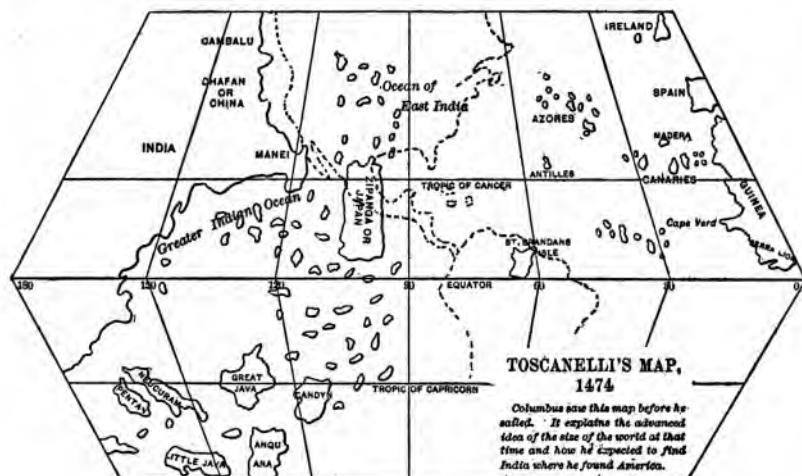 IRELAND
GAMBALU
Ocean of
East India
DHAFAN
OR
CHINA
SPAIN
AZORES
INDIA
MANEI
MADERA
ANTILLES
CANARIES
TROPIC OF CANCER
ZIPANGA OR
JAPAN
GUINEA
Greater Indian Ocean
Cape Verd
ST. BRANDANS
ISLE
180
150
120
90
EQUATOR
60
30
0
TOSCANELLI'S MAP,
1474
GREAT
JAVA
CANDYN
TROPIC OF CAPRICORN
PENTAN
Columbus saw this map before he
sailed. It explains the advanced
idea of the size of the world at that
time and how he expected to find
India where he found America.
LITTLE JAVA
ANQU
ANA